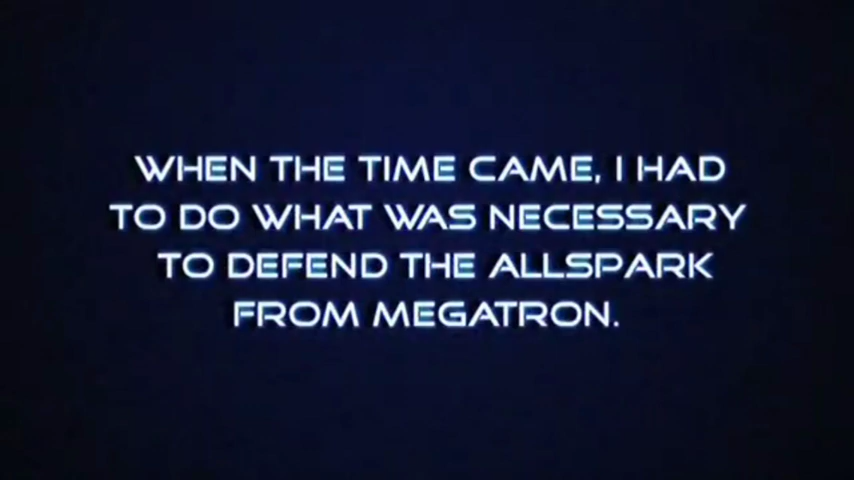 WHEN THE TIME CAME, I HAD
TO DO WHAT WAS NECESSARY
TO DEFEND THE ALLSPARK
FROM MEGATRON.